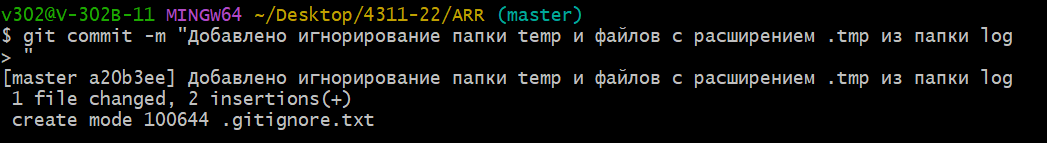 v302@V-302B-11 MINGW64 ~/Desktop/4311-22/ARR (master)
$ git commit -m "Добавлено игнорирование папки temp и файлов с расширением .tmp из папки log
> "
[master a20b3ee] Добавлено игнорирование папки temp и файлов с расширением .tmp из папки log
 1 file changed, 2 insertions(+)
 create mode 100644 .gitignore.txt